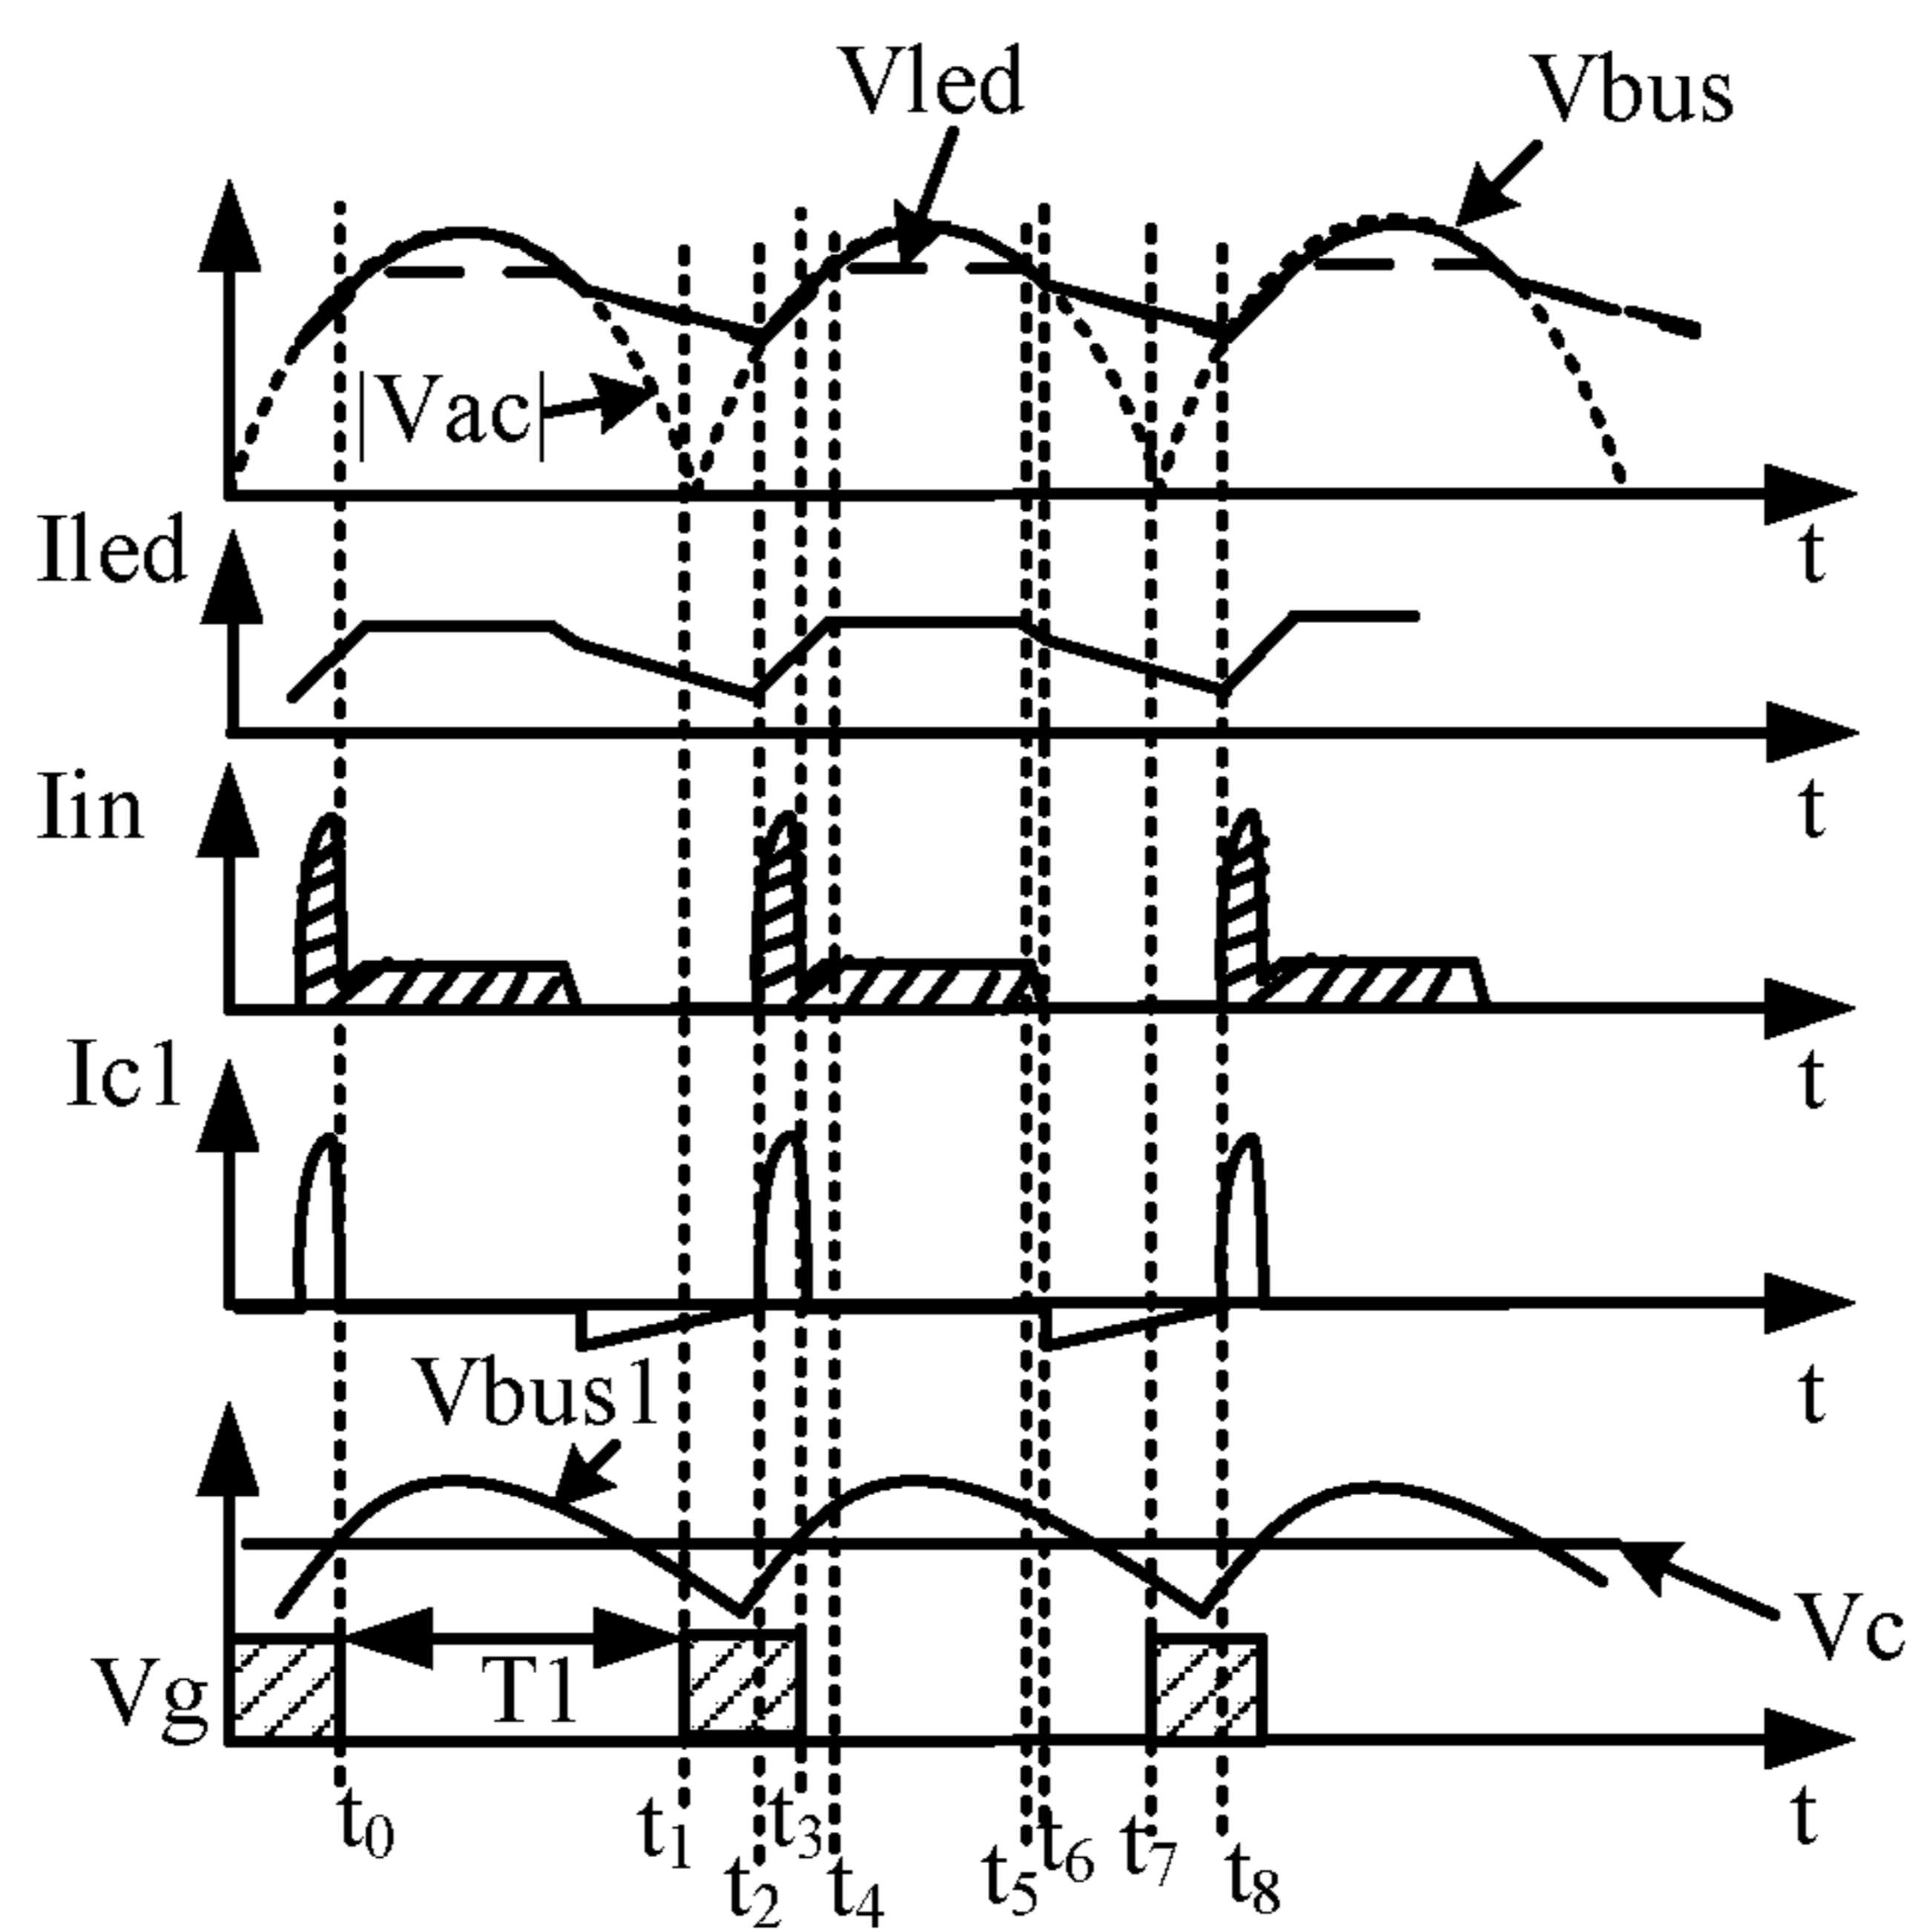 Vled
Vbus
|Vac|
t
Iled
t
Iin
t
Ic1
t
Vbus1
Vc
Vg
T1
t
t0
t1
t2
t3
t4
t5
t6
t7
t8